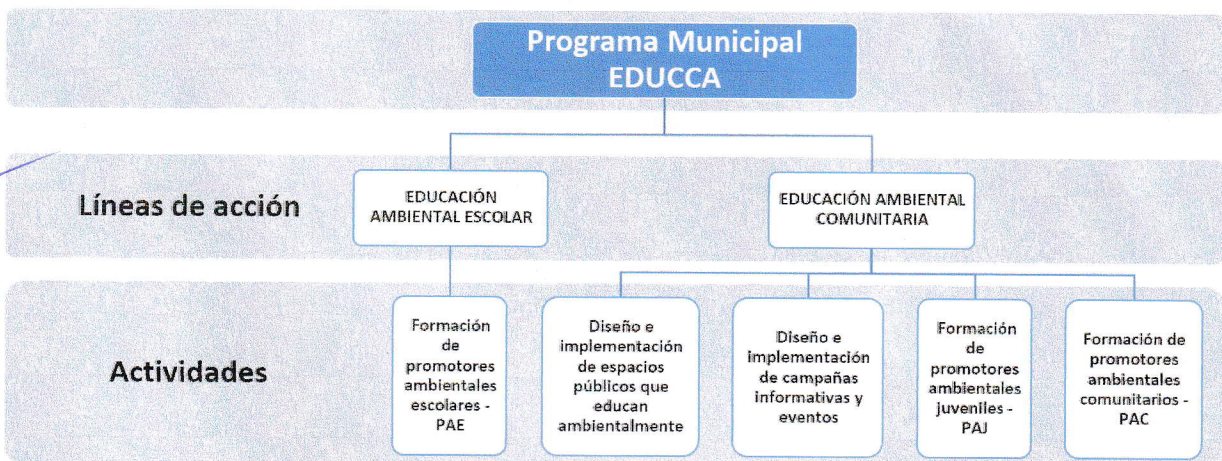 Programa Municipal
EDUCCA
Líneas de acción
EDUCACIÓN
AMBIENTAL ESCOLAR
EDUCACIÓN AMBIENTAL
COMUNITARIA
Actividades
Formación
de
promotores
ambientales
escolares -
PAE
Diseño e
implementación
de espacios
públicos que
educan
ambientalmente
Diseño e
implementación
de campañas
informativas y
eventos
Formación
de
promotores
ambientales
juveniles -
PAJ
Formación de
promotores
ambientales
comunitarios -
PAC